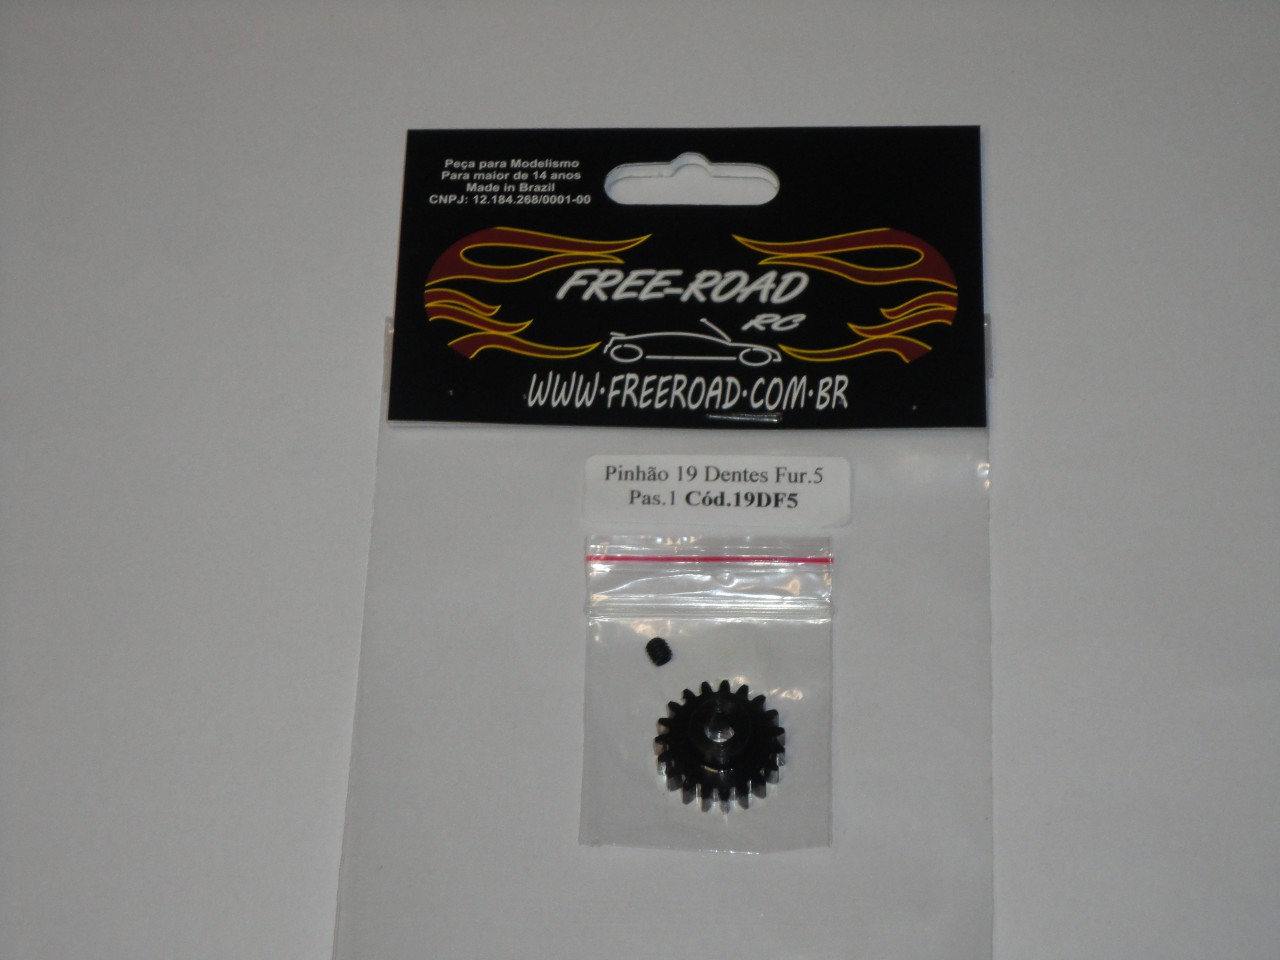 Peça para Modelismo
Para maior de 14 anos
Made in Brazil
CNPJ: 12.184.268/0001-00
FREE-ROAD
RC
WWW.FREEROAD.COM.BR
Pinhão 19 Dentes Fur.5
Pas.1 Cód.19DF5